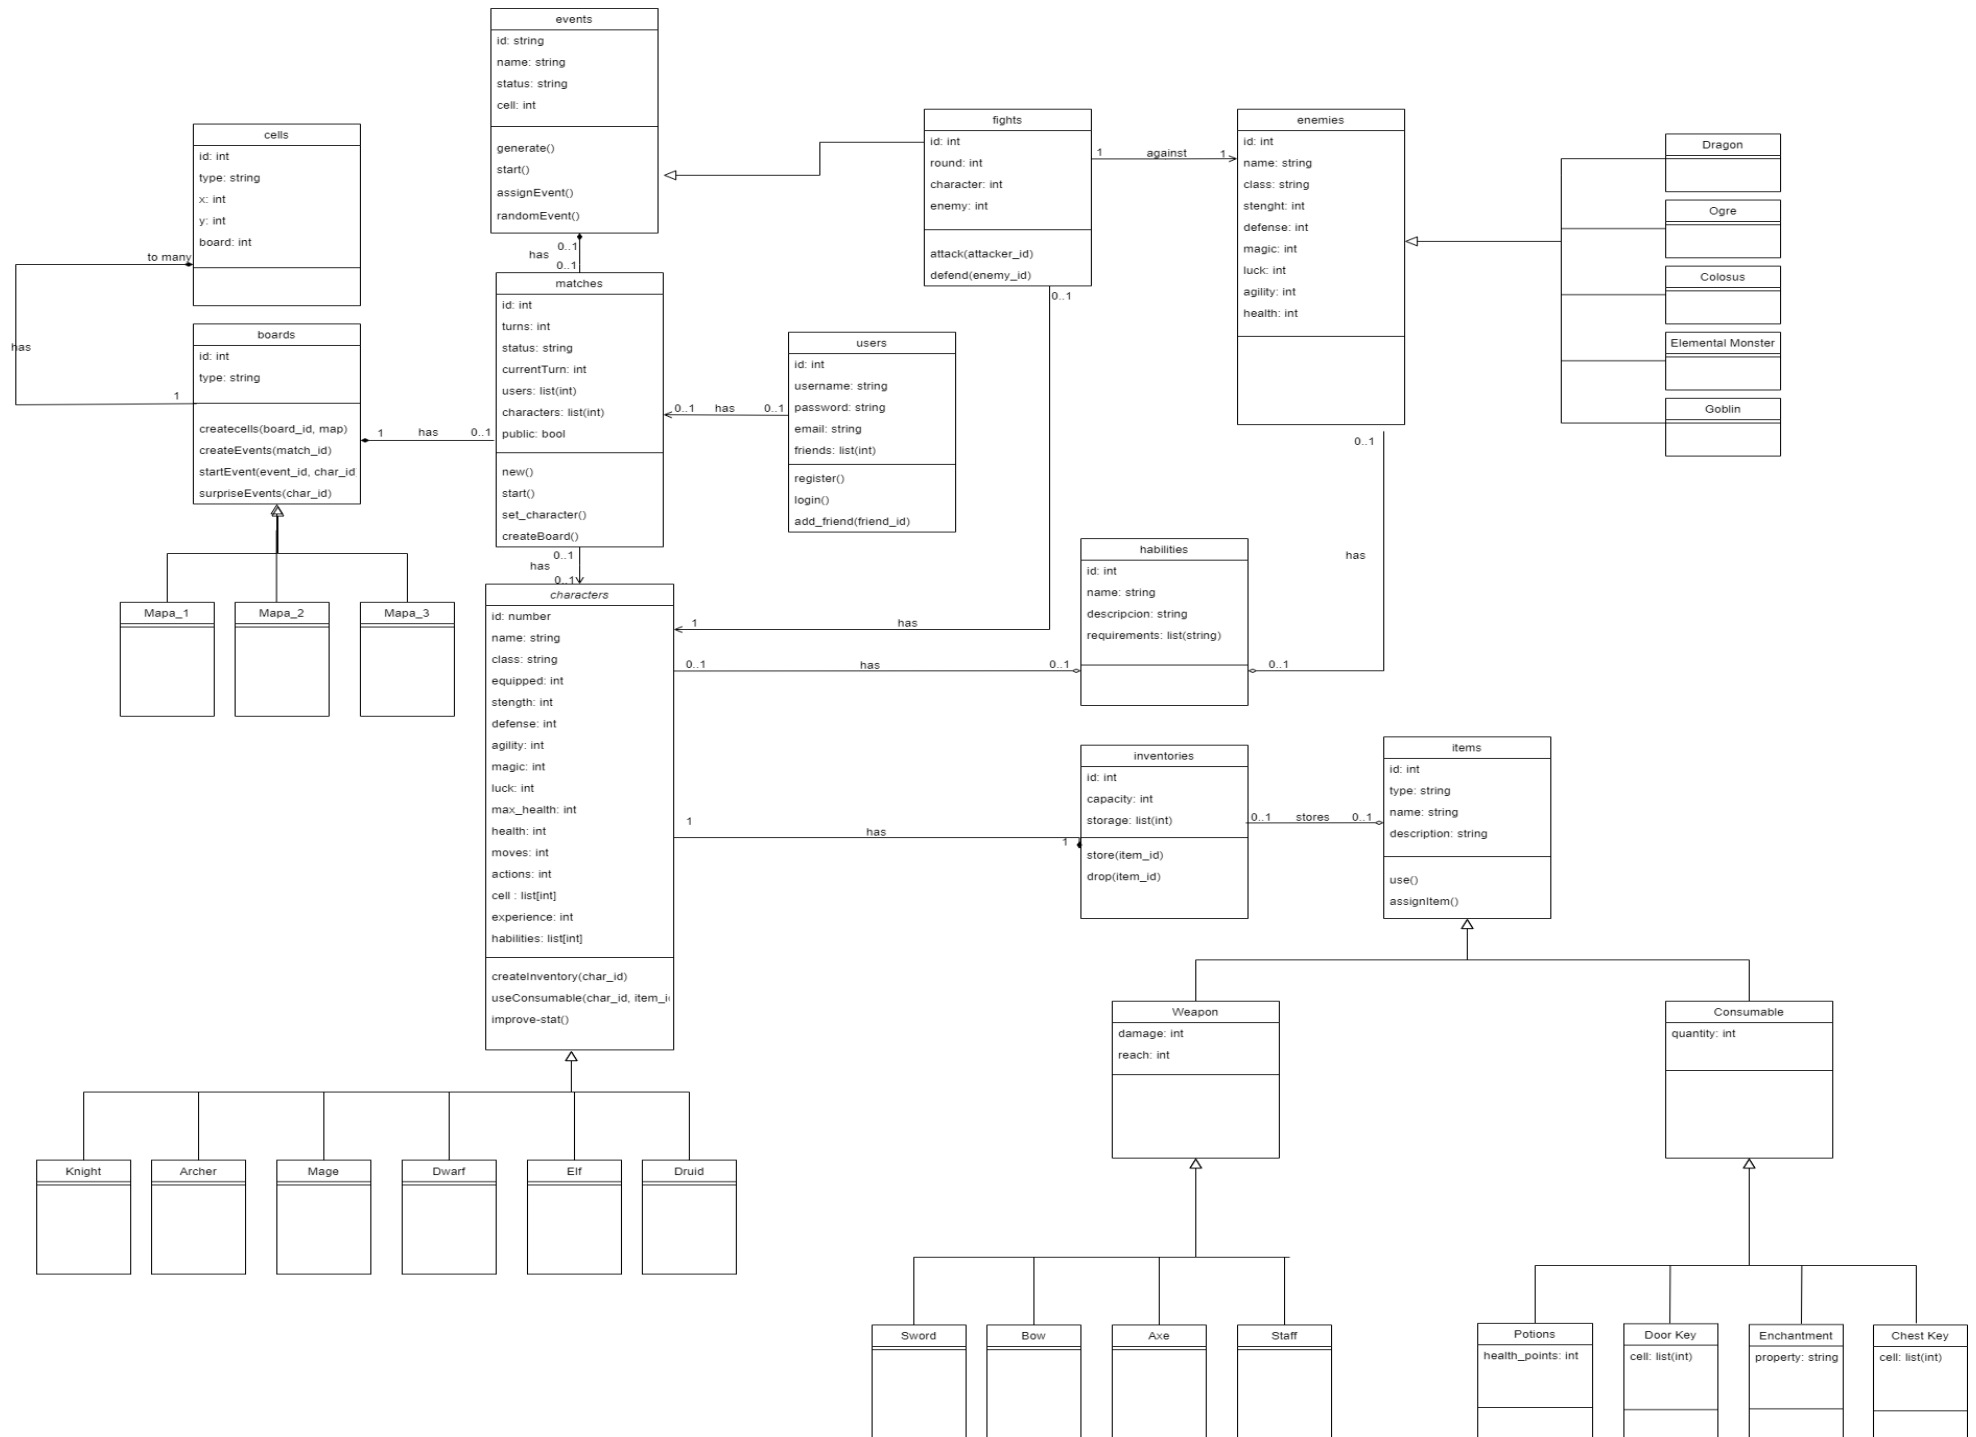 events
id: string
name: string
status: string
cell: int
generate()
start()
assignEvent()
randomEvent()
cells
id: int
type: string
x: int
y: int
board: int
to many
has
1
boards
id: int
type: string
createcells(board_id, map)
createEvents(match_id)
startEvent(event_id, char_id
surpriseEvents(char_id)
Mapa_1
Mapa_2
Mapa_3
0..1
has
0..1
matches
id: int
turns: int
status: string
currentTurn: int
users: list(int)
characters: list(int)
public: bool
new()
start()
set_character()
createBoard()
1 has 0..1
0..1 has 0..1
users
id: int
username: string
password: string
email: string
friends: list(int)
register()
login()
add_friend(friend_id)
fights
id: int
round: int
character: int
enemy: int
attack(attacker_id)
defend(enemy_id)
1 against 1
0..1
enemies
id: int
name: string
class: string
stenght: int
defense: int
magic: int
luck: int
agility: int
health: int
0..1
has
Dragon
Ogre
Colosus
Elemental Monster
Goblin
0..1
has
0..1
characters
id: number
name: string
class: string
equipped: int
stength: int
defense: int
agility: int
magic: int
luck: int
max_health: int
health: int
moves: int
actions: int
cell : list[int]
experience: int
habilities: list[int]
createInventory(char_id)
useConsumable(char_id, item_i
improve-stat()
1 has
0..1 has 0..1
0..1
habilities
id: int
name: string
descripcion: string
requirements: list(string)
1 has 1
inventories
id: int
capacity: int
storage: list(int)
store(item_id)
drop(item_id)
0..1 stores 0..1
items
id: int
type: string
name: string
description: string
use()
assignItem()
Weapon
damage: int
reach: int
Consumable
quantity: int
Knight
Archer
Mage
Dwarf
Elf
Druid
Sword
Bow
Axe
Staff
Potions
health_points: int
Door Key
cell: list(int)
Enchantment
property: string
Chest Key
cell: list(int)